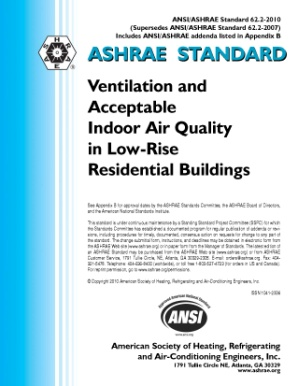 ANSI/ASHRAE Standard 62.2-2010
(Supersedes ANSI/ASHRAE Standard 62.2-2007)
Includes ANSI/ASHRAE addenda listed in Appendix B
ASHRAE STANDARD
Ventilation and
Acceptable
Indoor Air Quality
in Low-Rise
Residential Buildings
See Appendix B for approval dates by the ASHRAE Standards Committee, the ASHRAE Board of Directors,
and the American National Standards Institute.
This standard is under continuous maintenance by a Standing Standard Project Committee (SSPC) for which
the Standards Committee has established a documented program for regular publication of addenda or revi-
sions, including procedures for timely, documented, consensus action on requests for change to any part of
the standard. The change submittal form, instructions, and deadlines may be obtained in electronic form from
the ASHRAE Web site (www.ashrae.org) or in paper form from the Manager of Standards. The latest edition of
an ASHRAE Standard may be purchased from the ASHRAE Web site (www.ashrae.org) or from ASHRAE
Customer Service, 1791 Tullie Circle, NE, Atlanta, GA 30329-2305. E-mail: orders@ashrae.org. Fax: 404-
321-5478. Telephone: 404-636-8400 (worldwide), or toll free 1-800-527-4723 (for orders in US and Canada).
For reprint permission, go to www.ashrae.org/permissions.
© Copyright 2010 American Society of Heating, Refrigerating and Air-Conditioning Engineers, Inc.
ISSN 1041-2336
ANSI
American Society of Heating, Refrigerating
and Air-Conditioning Engineers, Inc.
1791 Tullie Circle NE, Atlanta, GA 30329
www.ashrae.org